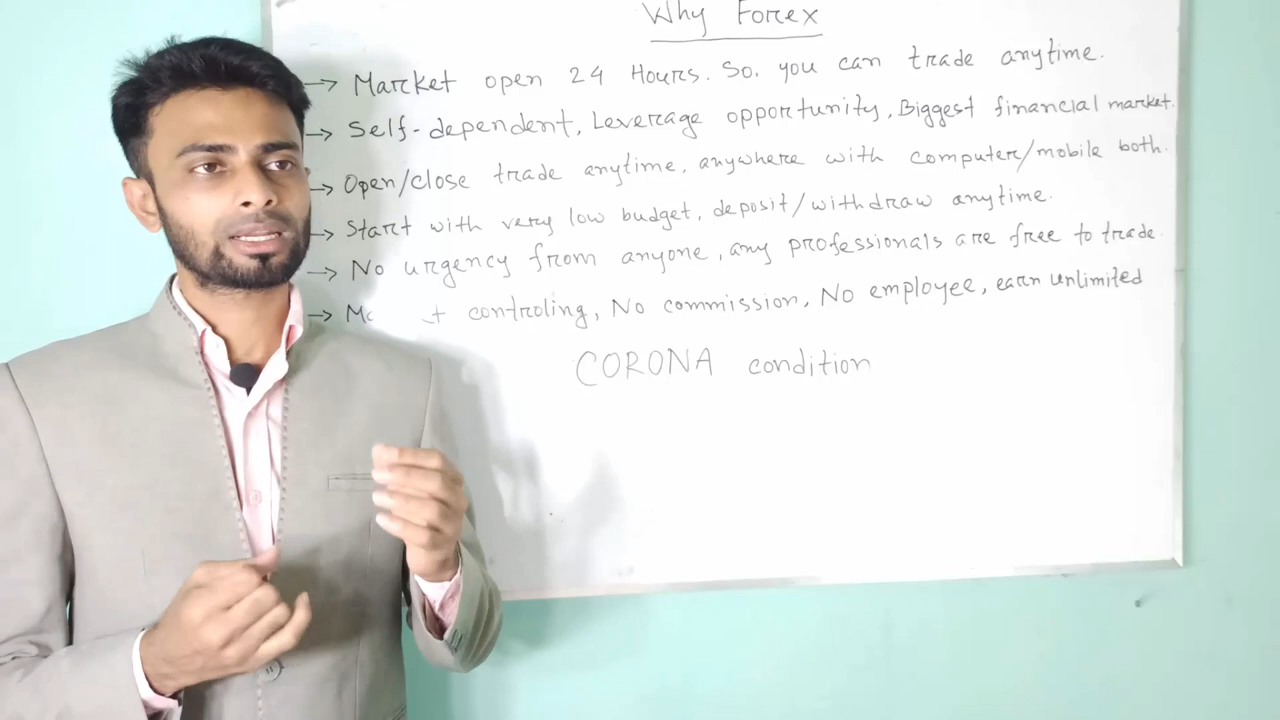 Why Forex
→ Market open 24 Hours. So, you can trade anytime.
→ Self-dependent, Leverage opportunity, Biggest financial market.
→ Open/close trade anytime, anywhere with computer/mobile both.
→ Start with very low budget, deposit/withdraw anytime.
→ No urgency from anyone, any professionals are free to trade.
→ controling, No commission, No employee, earn unlimited
CORONA condition